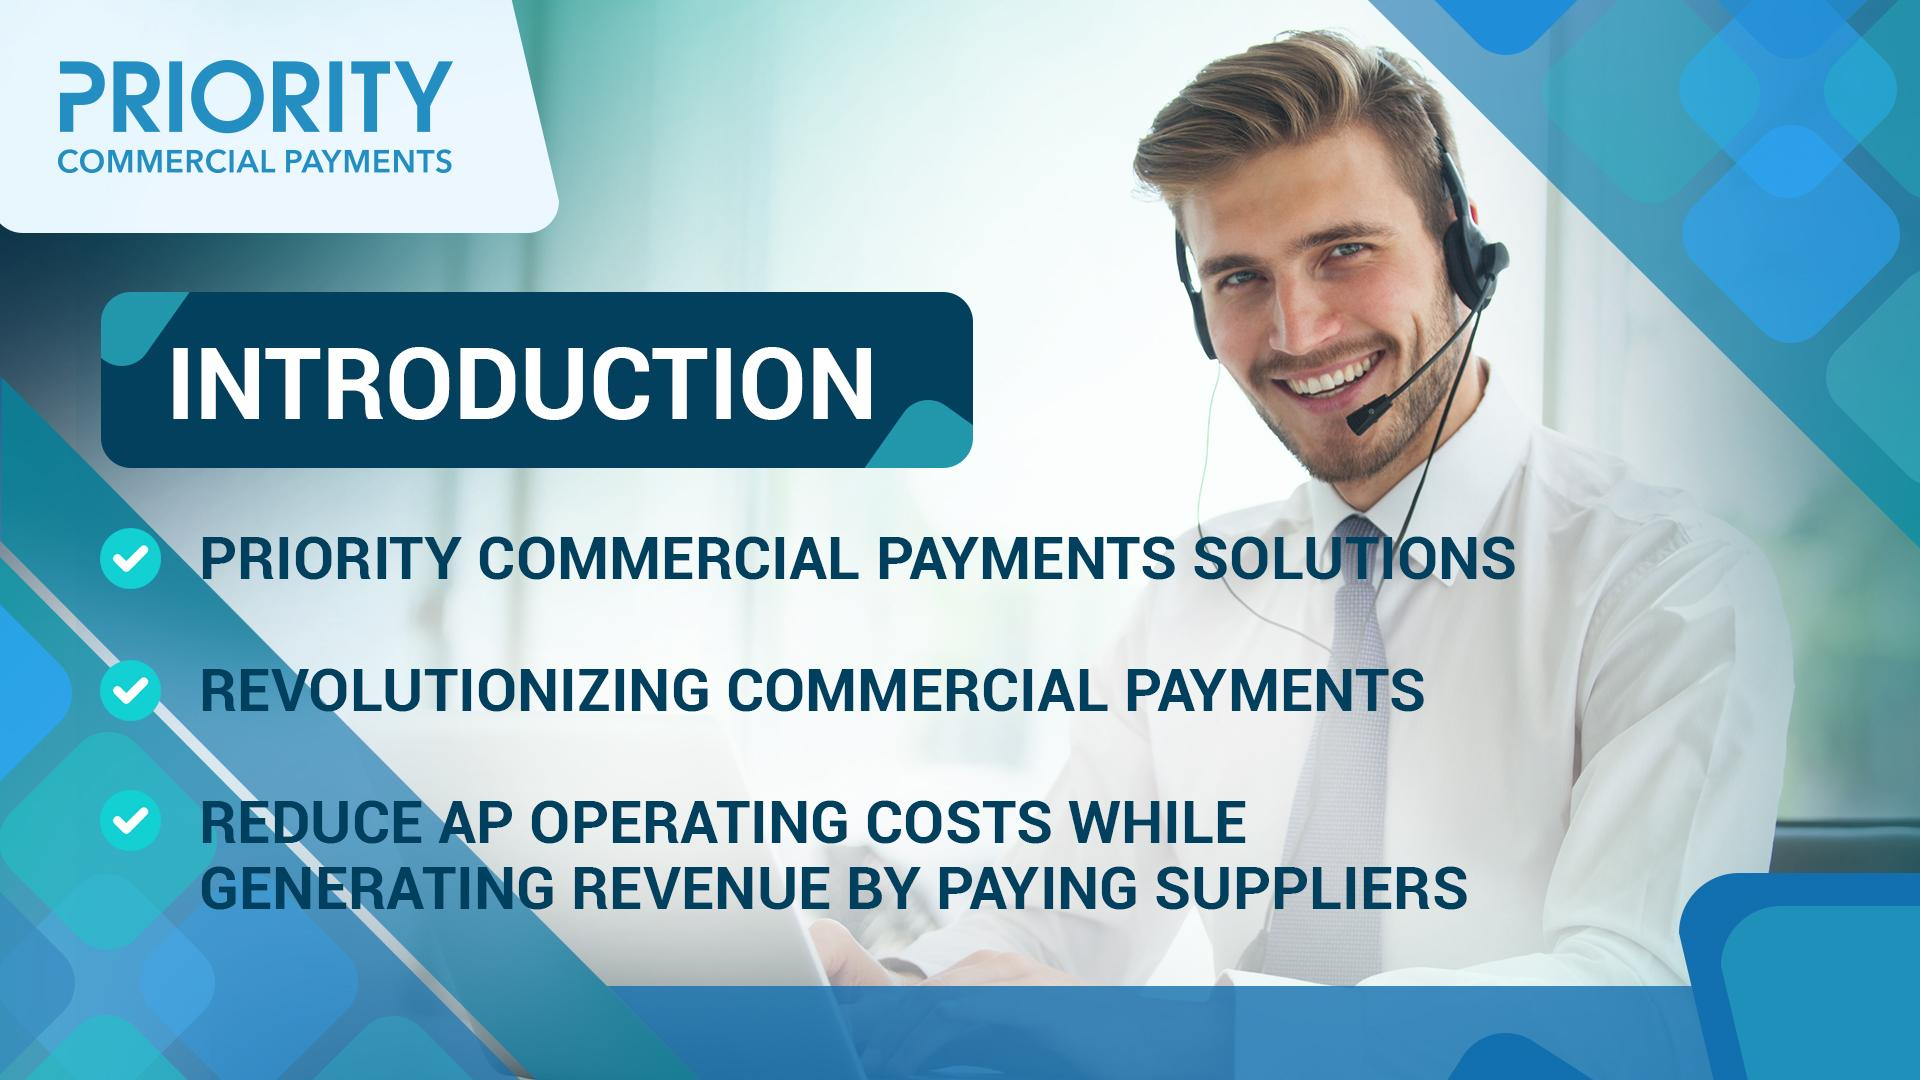 PRIORITY
COMMERCIAL PAYMENTS
INTRODUCTION
PRIORITY COMMERCIAL PAYMENTS SOLUTIONS
REVOLUTIONIZING COMMERCIAL PAYMENTS
REDUCE AP OPERATING COSTS WHILE
GENERATING REVENUE BY PAYING SUPPLIERS